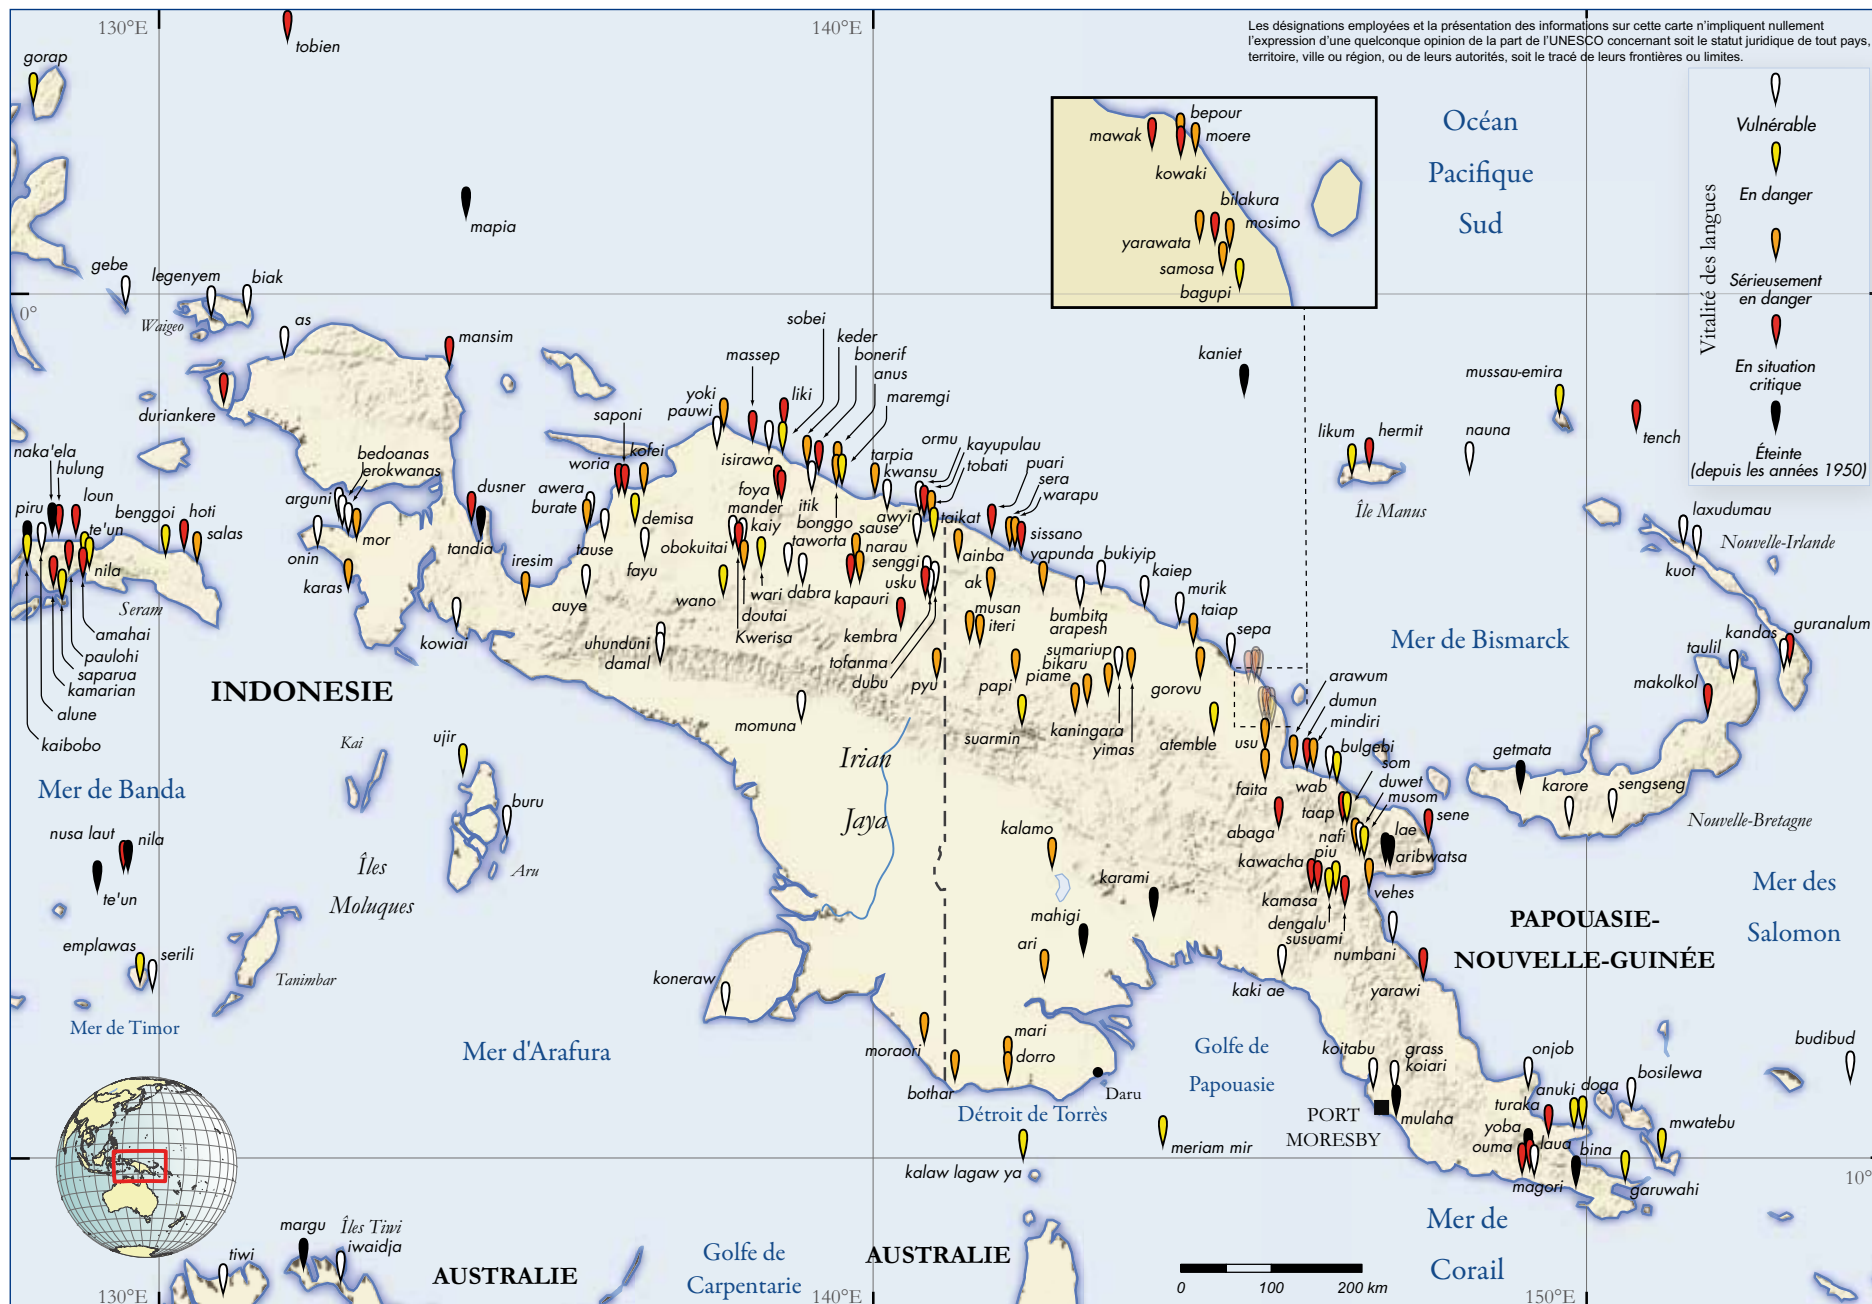 130°E
140°E
Les désignations employées et la présentation des informations sur cette carte n'impliquent nullement
l'expression d'une quelconque opinion de la part de l'UNESCO concernant soit le statut juridique de tout pays,
territoire, ville ou région, ou de leurs autorités, soit le tracé de leurs frontières ou limites.
tobien
gorap
Océan
Pacifique
Sud
bepour
mawak
moere
kowaki
bilakura
mosimo
yarawata
samosa
bagupi
Vitalité des langues
Vulnérable
En danger
Sérieusement
en danger
En situation
critique
Éteinte
(depuis les années 1950)
mapia
gebe
legenyem
biak
Waigeo
0°
as
mansim
duriankere
sobei
keder
massep
bonerif
anus
maremgi
liki
yoki
pauwi
saponi
kofei
woria
isirawa
kaniet
mussau-emira
tench
likum
hermit
nauna
Île Manus
naka'ela
hulung
bedoanas
erokwanas
arguni
piru
loun
te'un
benggoi
hoti
salas
nila
onin
mor
karas
dusner
tandia
iresim
awera
burate
tause
demisa
fayu
auye
foya
mander
kaiy
obokuitai
itik
bonggo
tarpia
kwansu
ormu
kayupulau
tobati
puari
sera
warapu
sissano
awyi
taikat
taworta
sause
narau
senggi
usku
ainba
ak
yapunda
bukiyip
kaiep
murik
taiap
sepa
laxudumau
Nouvelle-Irlande
kuot
kandas
guranalum
taulil
makolkol
Mer de Bismarck
Seram
amahai
paulohi
saparua
kamarian
alune
kaibobo
kowiai
uhunduni
damal
wano
Kwerisa
doutai
wari
dabra
kapauri
kembra
tofanma
dubu
pyu
musan
iteri
bumbita
arapesh
sumariup
bikaru
piame
papi
suarmin
kaningara
yimas
gorovu
atemble
INDONESIE
momuna
Irian
Jaya
Kai
ujir
buru
Aru
Mer de Banda
nusa laut
nila
te'un
Îles
Moluques
emplawas
serili
Tanimbar
Mer de Timor
usu
faita
arawum
dumun
mindiri
bulgebi
som
duwet
musom
wab
taap
abaga
nafi
lae
aribwatsa
sene
kawacha
piu
kamasa
dengalu
susuami
vehes
numbani
yarawi
kaki ae
getmata
karore
sengseng
Nouvelle-Bretagne
PAPOUASIE-
NOUVELLE-GUINÉE
Mer des
Salomon
kalamo
karami
mahigi
ari
koneraw
moraori
bothar
mari
dorro
Daru
Mer d'Arafura
Détroit de Torrès
Golfe de
Papouasie
kalaw lagaw ya
meriam mir
koitabu
grass
koiari
PORT
MORESBY
mulaha
onjob
anuki
doga
bosilewa
budibud
turaka
yoba
ouma
laua
bina
magori
garuwahi
mwatebu
10°
Mer de
Corail
margu
Îles Tiwi
iwaidja
tiwi
AUSTRALIE
Golfe de
Carpentarie
AUSTRALIE
0
100
200 km
130°E
140°E
150°E